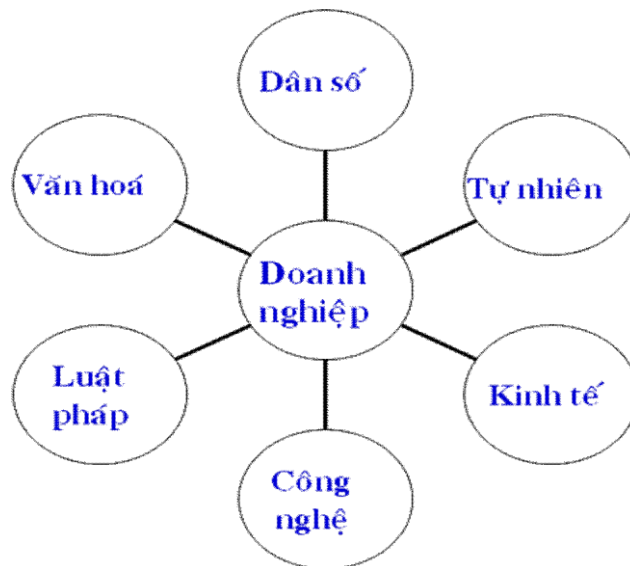 Dân số
Văn hoá
Tự nhiên
Doanh
nghiệp
Luật
pháp
Kinh tế
Công
nghệ